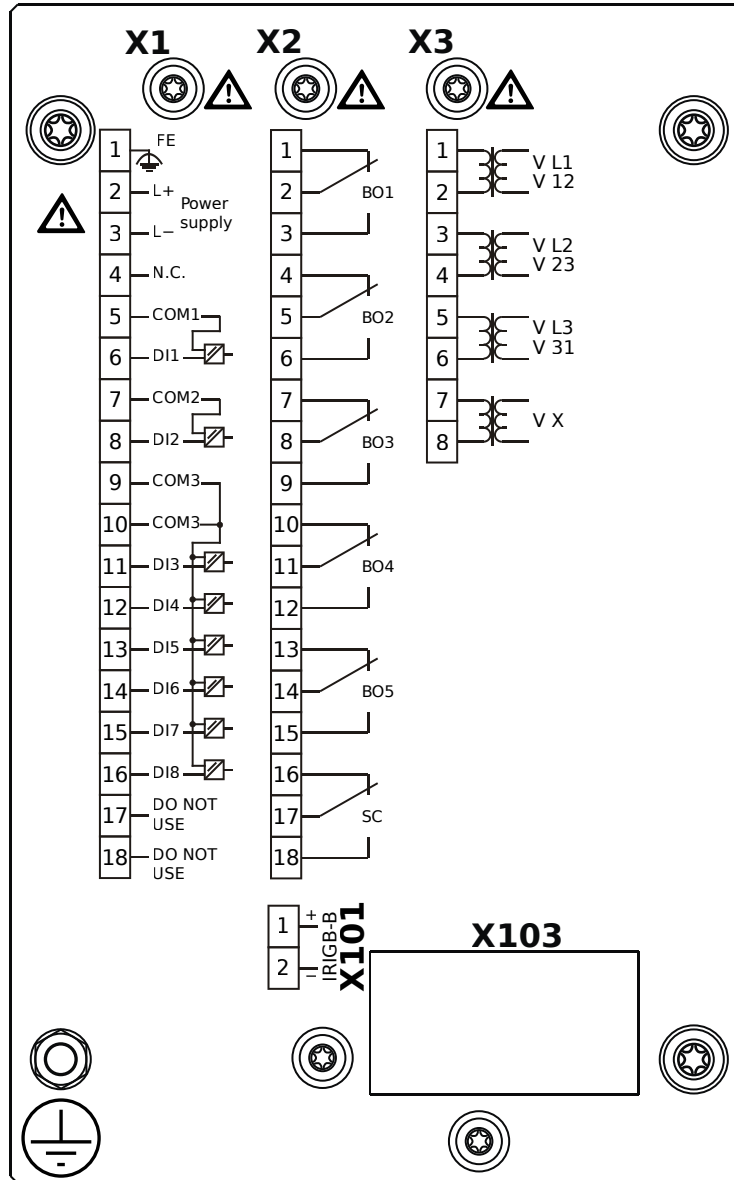 X1 X2 X3
1 FE
2 L+
Power
supply
3 L−
4 N.C.
5 COM1
6 DI1
7 COM2
8 DI2
9 COM3
10 COM3
11 DI3
12 DI4
13 DI5
14 DI6
15 DI7
16 DI8
17 DO NOT
USE
18 DO NOT
USE
1
2 BO1
3
4
5 BO2
6
7
8 BO3
9
10
11 BO4
12
13
14 BO5
15
16
17 SC
18
1 V L1
2 V 12
3 V L2
4 V 23
5 V L3
6 V 31
7 V X
8
1 +
2 −
IRIGB-B
X101
X103